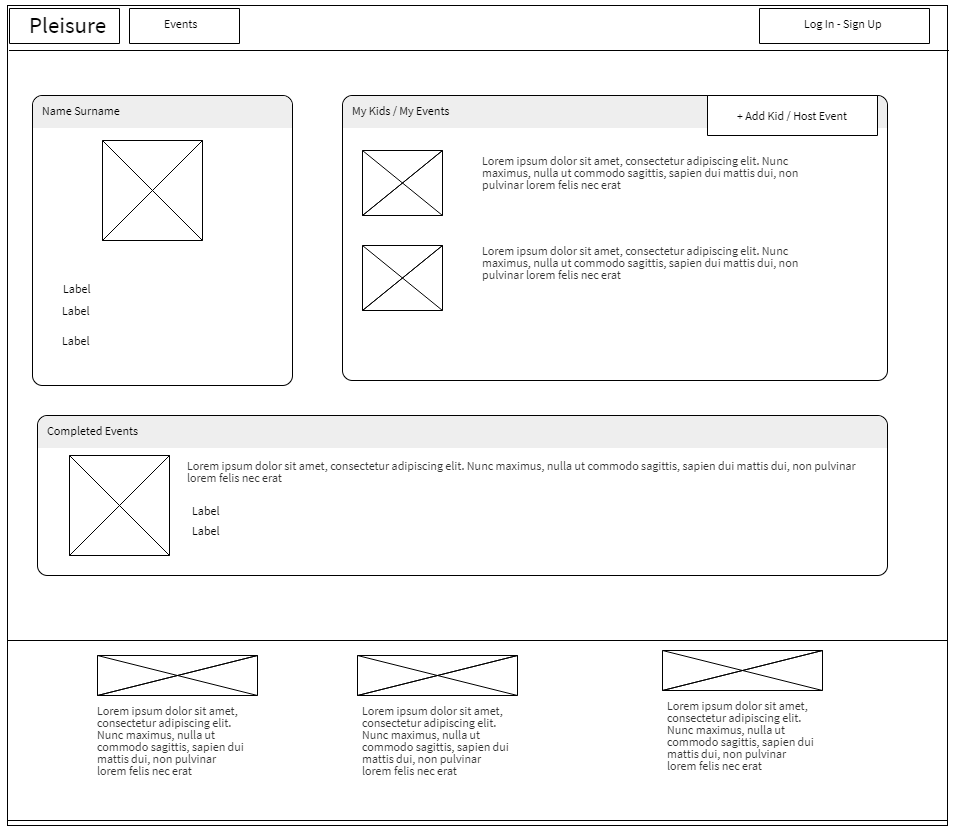 Pleisure
Events
Log In - Sign Up
Name Surname
Label
Label
Label
My Kids / My Events
+ Add Kid / Host Event
Lorem ipsum dolor sit amet, consectetur adipiscing elit. Nunc
maximus, nulla ut commodo sagittis, sapien dui mattis dui, non
pulvinar lorem felis nec erat
Lorem ipsum dolor sit amet, consectetur adipiscing elit. Nunc
maximus, nulla ut commodo sagittis, sapien dui mattis dui, non
pulvinar lorem felis nec erat
Completed Events
Lorem ipsum dolor sit amet, consectetur adipiscing elit. Nunc maximus, nulla ut commodo sagittis, sapien dui mattis dui, non pulvinar
lorem felis nec erat
Label
Label
Lorem ipsum dolor sit amet,
consectetur adipiscing elit.
Nunc maximus, nulla ut
commodo sagittis, sapien dui
mattis dui, non pulvinar
lorem felis nec erat
Lorem ipsum dolor sit amet,
consectetur adipiscing elit.
Nunc maximus, nulla ut
commodo sagittis, sapien dui
mattis dui, non pulvinar
lorem felis nec erat
Lorem ipsum dolor sit amet,
consectetur adipiscing elit.
Nunc maximus, nulla ut
commodo sagittis, sapien dui
mattis dui, non pulvinar
lorem felis nec erat